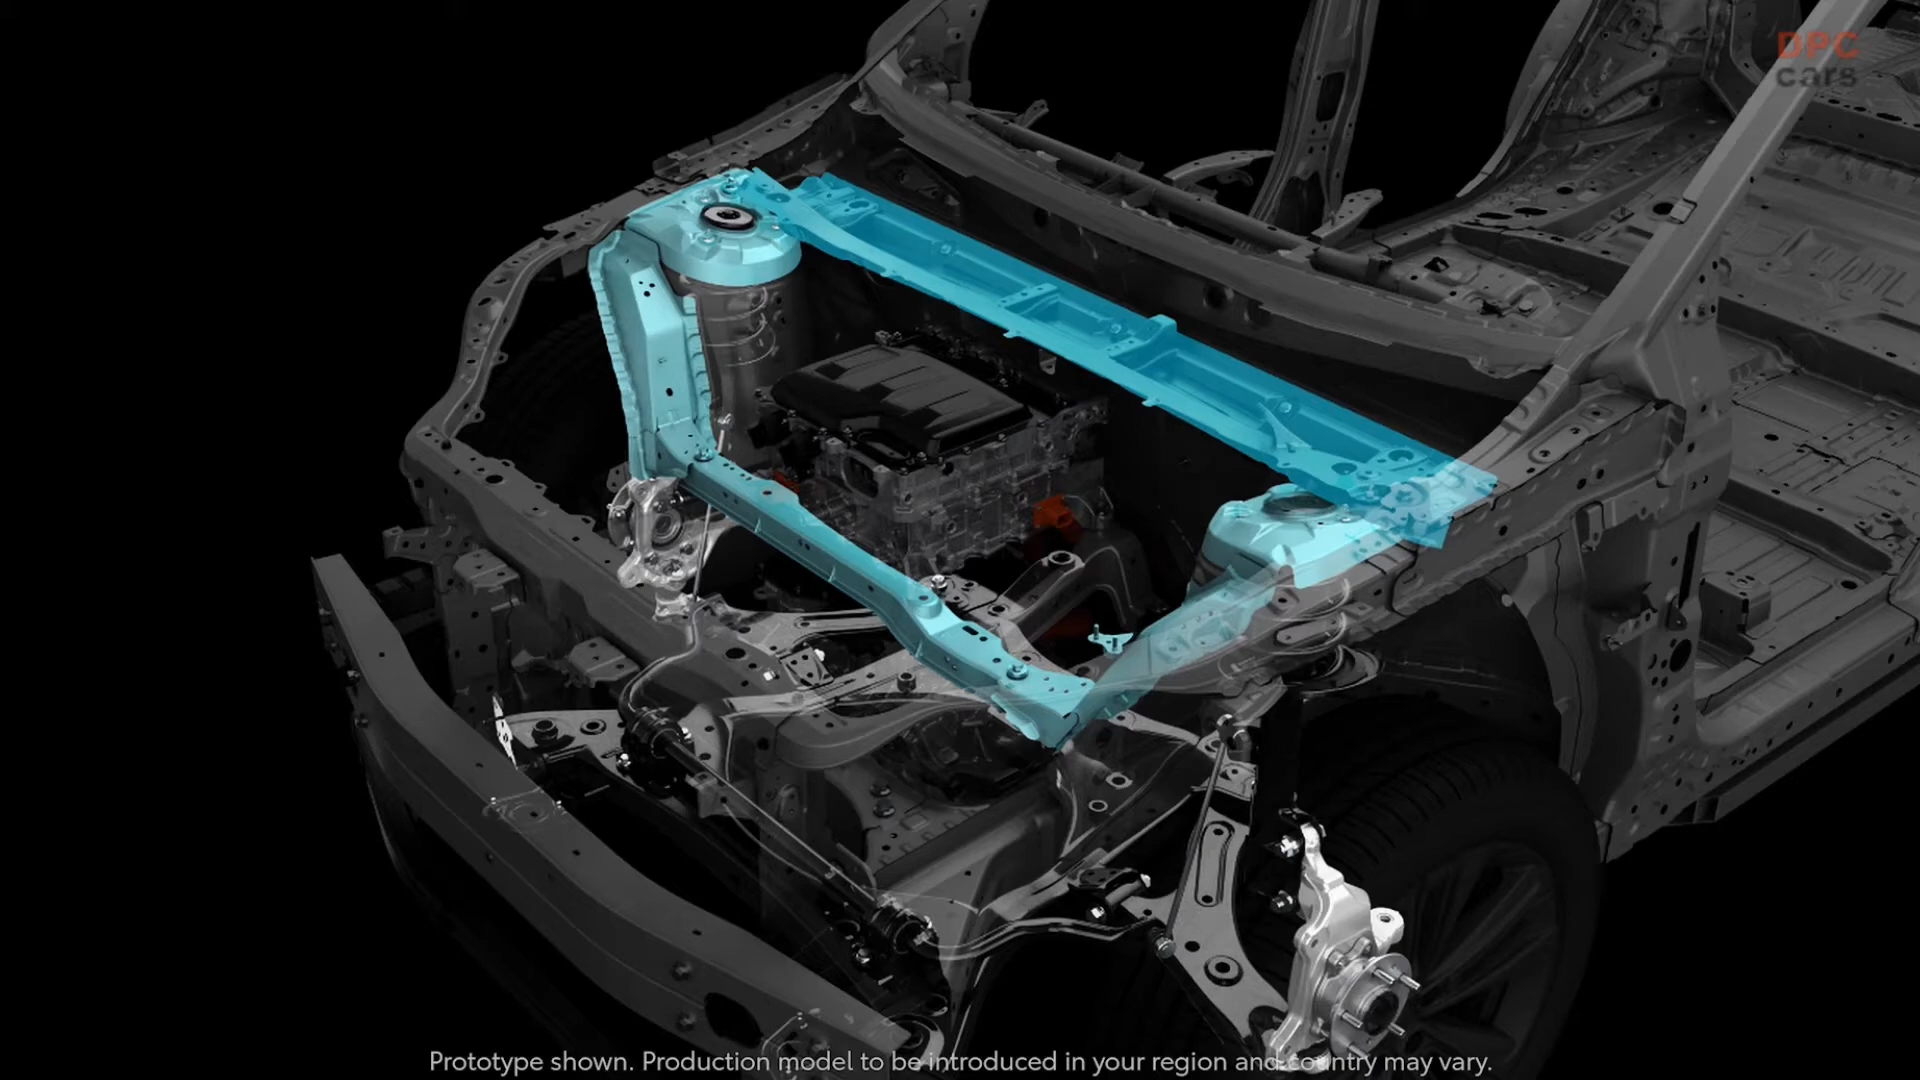 DPC
cars
Prototype shown. Production model to be introduced in your region and country may vary.